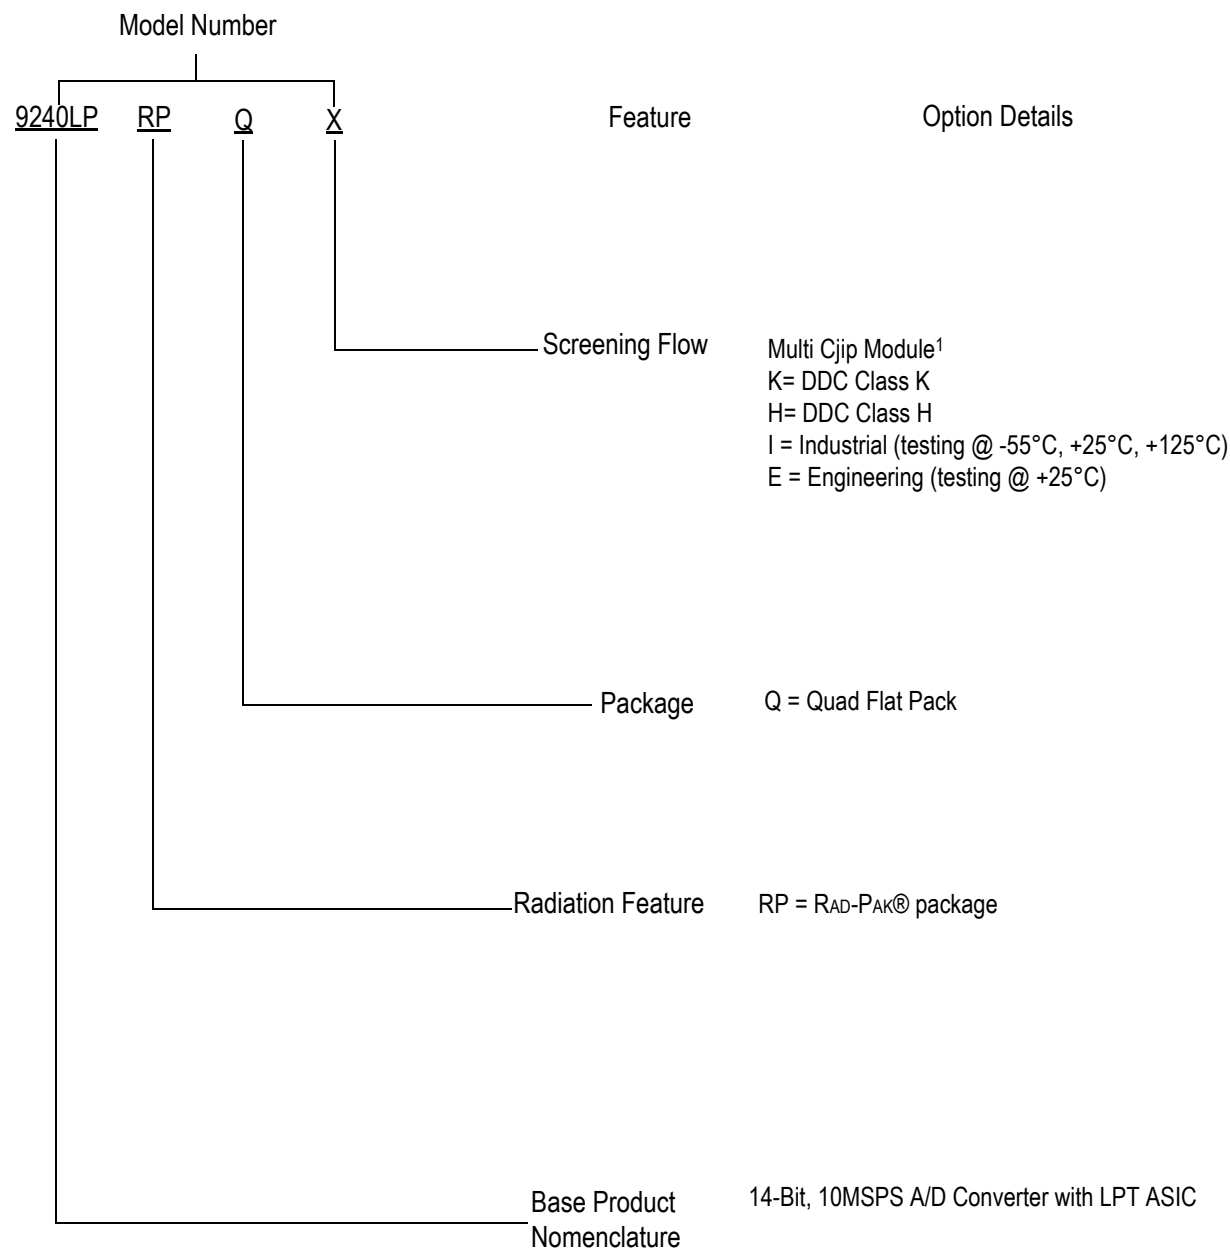 Model Number
9240LP RP Q X Feature Option Details
Screening Flow Multi Cjip Module1
K= DDC Class K
H= DDC Class H
I = Industrial (testing @ -55°C, +25°C, +125°C)
E = Engineering (testing @ +25°C)
Package Q = Quad Flat Pack
Radiation Feature RP = RAD-PAK® package
Base Product 14-Bit, 10MSPS A/D Converter with LPT ASIC
Nomenclature